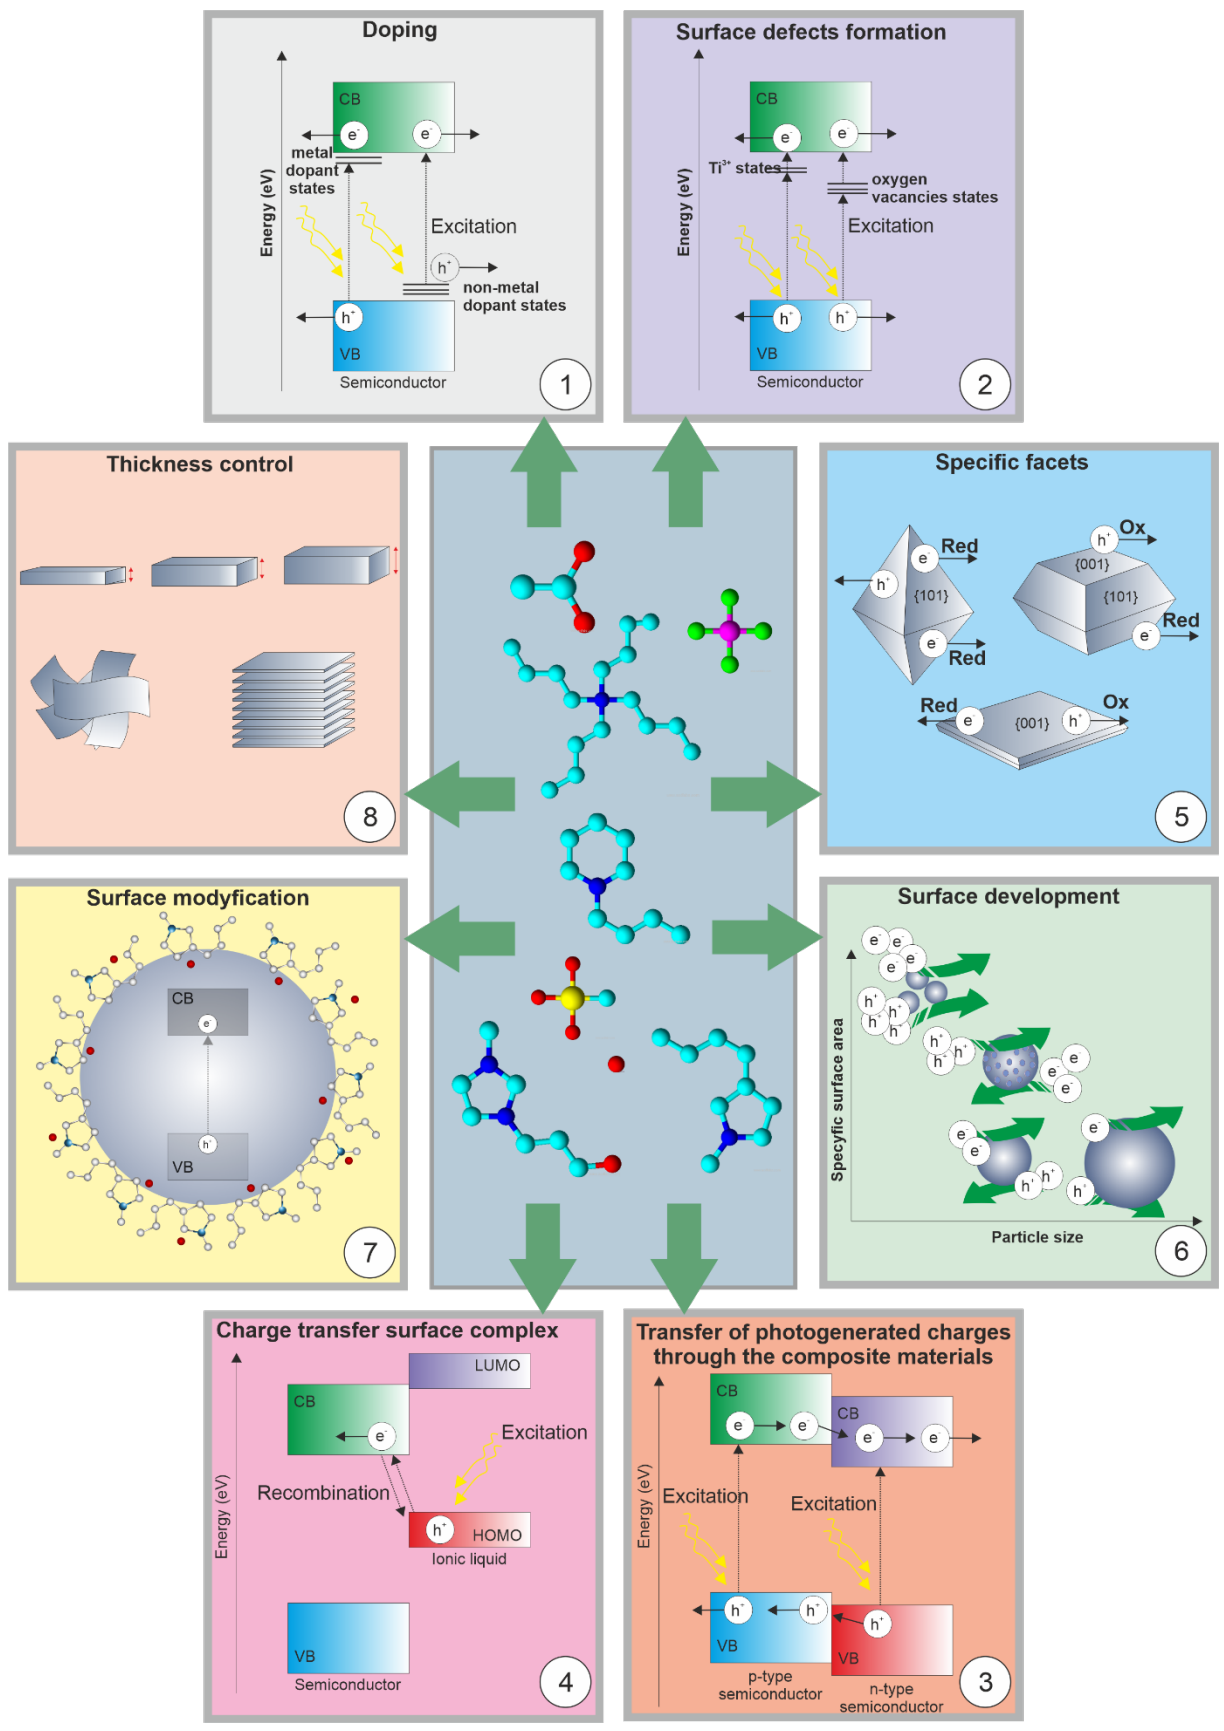 Doping
CB
e-
e-
metal
dopant
states
Energy (eV)
Excitation
h+
non-metal
dopant states
h+
VB
Semiconductor
1
Surface defects formation
CB
e-
e-
Ti3+ states
oxygen
vacancies states
Energy (eV)
Excitation
h+
h+
VB
Semiconductor
2
Thickness control
8
Specific facets
Red
e-
h+
{101}
e-
Red
Ox
h+
{001}
{101}
Red
e-
Red
e-
{001}
h+
Ox
5
Surface modyfication
CB
e-
h+
VB
7
Surface development
Specyfic surface area
e-
e-
e-
e-
h+
h+
h+
h+
h+
h+
h+
e-
e-
e-
e-
e-
h+
h+
e-
h+
Particle size
6
Charge transfer surface complex
LUMO
CB
e-
Excitation
Energy (eV)
Recombination
h+
HOMO
Ionic liquid
VB
Semiconductor
4
Transfer of photogenerated charges
through the composite materials
CB
CB
e-
e-
e-
e-
Energy (eV)
Excitation
Excitation
h+
h+
h+
VB
VB
p-type
semiconductor
n-type
semiconductor
3